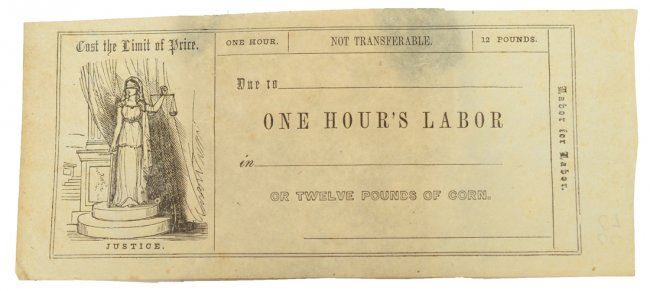 Cost the Limit of Price.
JUSTICE.
ONE HOUR.
NOT TRANSFERABLE.
12 POUNDS.
Due to
ONE HOUR'S LABOR
in
OR TWELVE POUNDS OF CORN.
Labor for Labor.